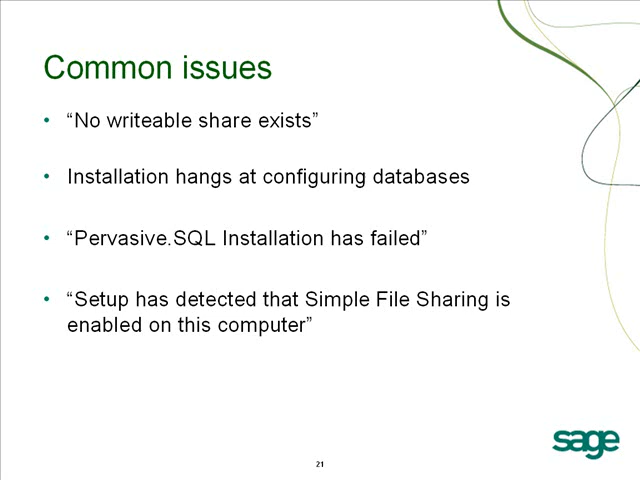 Common issues
• “No writeable share exists”
• Installation hangs at configuring databases
• “Pervasive.SQL Installation has failed”
• “Setup has detected that Simple File Sharing is
enabled on this computer”
sage
21